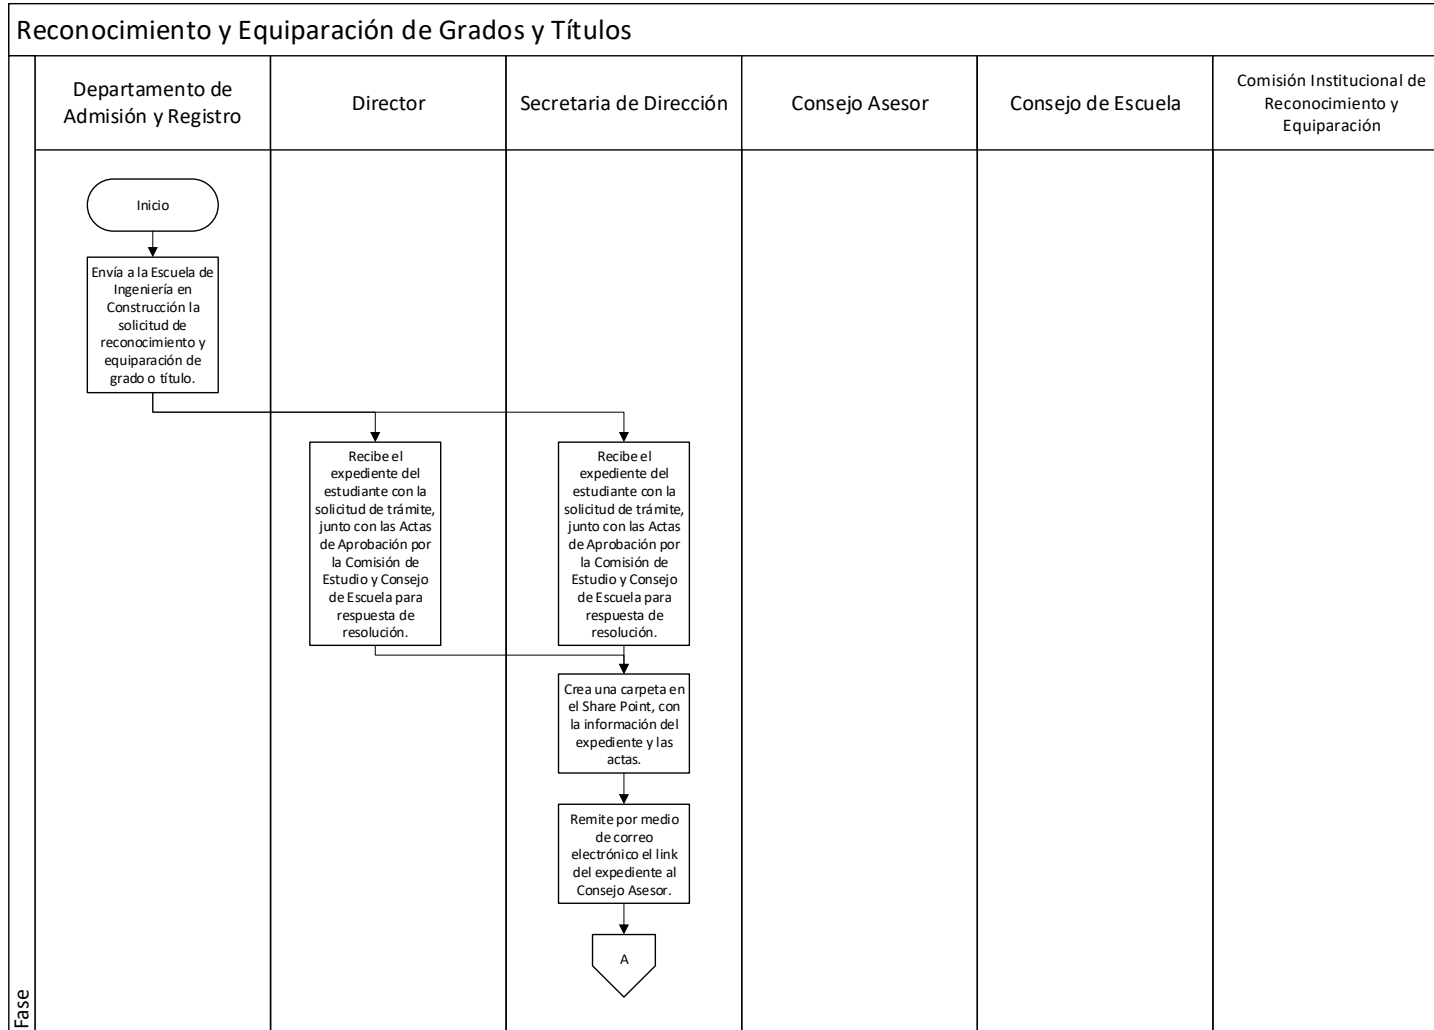 Reconocimiento y Equiparación de Grados y Títulos
Departamento de
Admisión y Registro
Director
Secretaria de Dirección
Consejo Asesor
Consejo de Escuela
Comisión Institucional de
Reconocimiento y
Equiparación
Inicio
Envía a la Escuela de
Ingeniería en
Construcción la
solicitud de
reconocimiento y
equiparación de
grado o título.
Recibe el
expediente del
estudiante con la
solicitud de trámite,
junto con las Actas
de Aprobación por
la Comisión de
Estudio y Consejo
de Escuela para
respuesta de
resolución.
Recibe el
expediente del
estudiante con la
solicitud de trámite,
junto con las Actas
de Aprobación por
la Comisión de
Estudio y Consejo
de Escuela para
respuesta de
resolución.
Crea una carpeta en
el Share Point, con
la información del
expediente y las
actas.
Remite por medio
de correo
electrónico el link
del expediente al
Consejo Asesor.
A
Fase